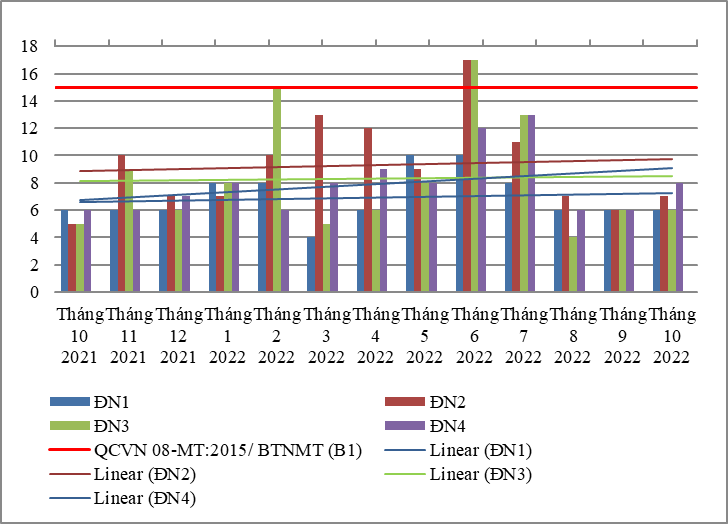 18
16
14
12
10
8
6
4
2
0
Tháng Tháng Tháng Tháng Tháng Tháng Tháng Tháng Tháng Tháng Tháng Tháng Tháng
10 11 12 1 2 3 4 5 6 7 8 9 10
2021 2021 2021 2022 2022 2022 2022 2022 2022 2022 2022 2022 2022
ĐN1 ĐN2
ĐN3 ĐN4
QCVN 08-MT:2015/ BTNMT (B1) Linear (ĐN1)
Linear (ĐN2) Linear (ĐN3)
Linear (ĐN4)